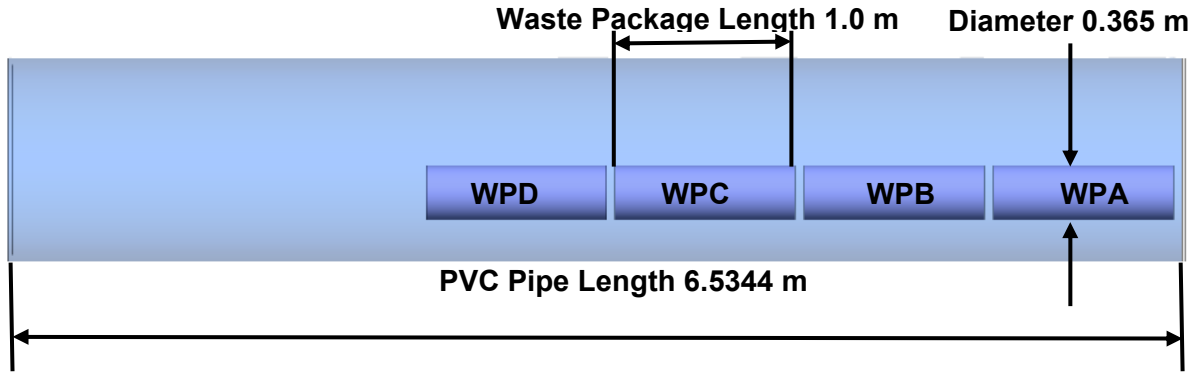 Waste Package Length 1.0 m
Diameter 0.365 m
WPD
WPC
WPB
WPA
PVC Pipe Length 6.5344 m